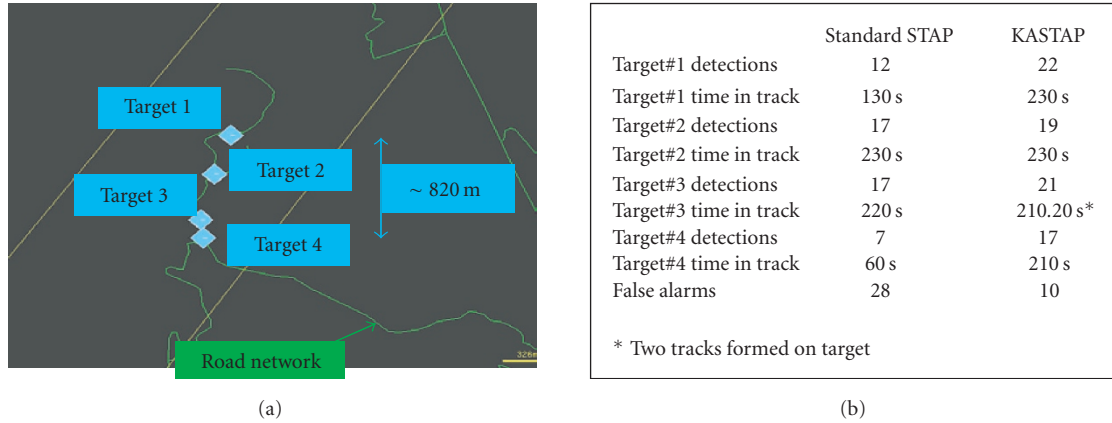 Target 1
Target 2
Target 3
Target 4
~ 820 m
Road network
326m
(a)
Standard STAP KASTAP
Target#1 detections 12 22
Target#1 time in track 130 s 230 s
Target#2 detections 17 19
Target#2 time in track 230 s 230 s
Target#3 detections 17 21
Target#3 time in track 220 s 210.20 s*
Target#4 detections 7 17
Target#4 time in track 60 s 210 s
False alarms 28 10
* Two tracks formed on target
(b)